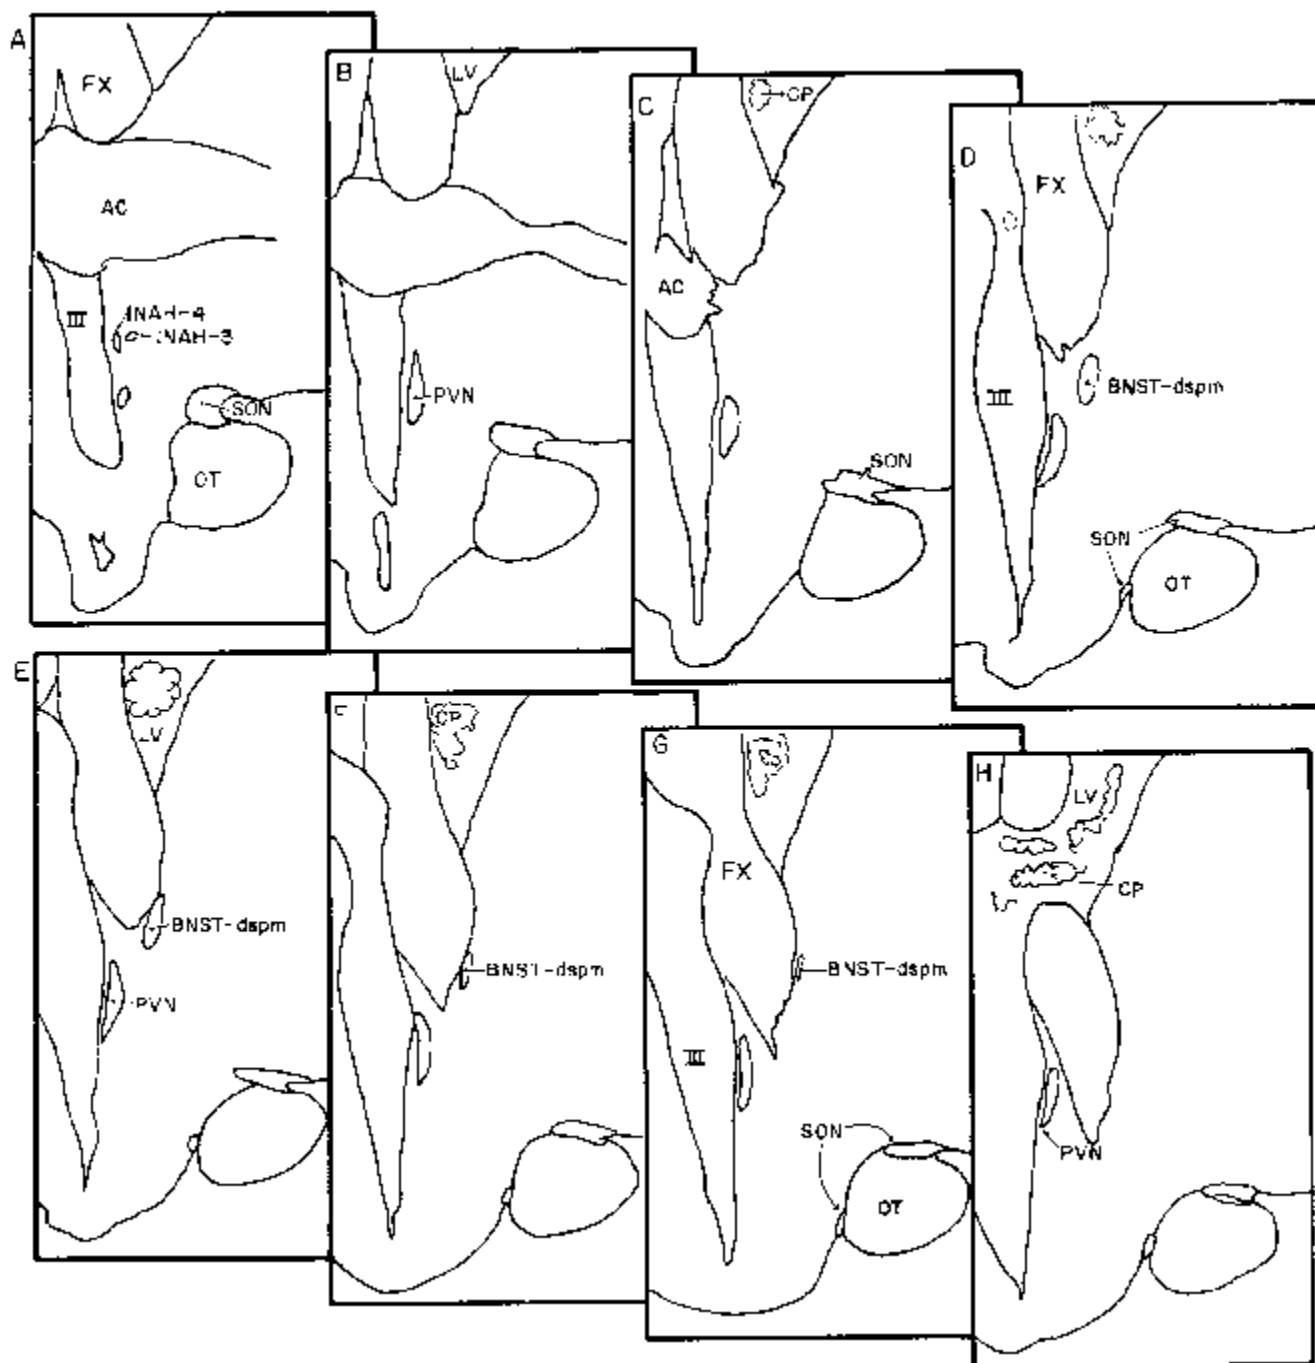 A
FX
AC
III
INAH-4
INAH-3
SON
OT
B
LV
PVN
C
CP
AC
SON
D
FX
III
BNST-dspm
SON
OT
E
LV
BNST-dspm
PVN
F
CP
BNST-dspm
G
FX
BNST-dspm
III
SON
OT
H
LV
CP
PVN